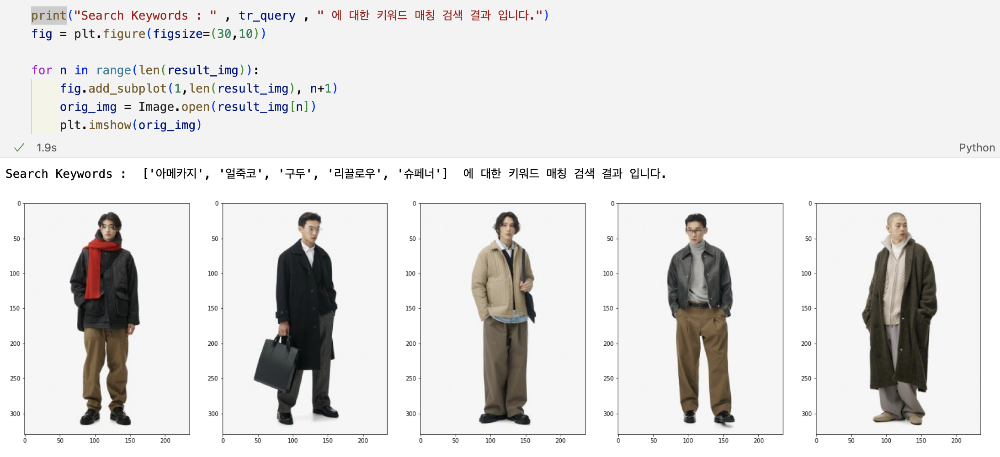 print("Search Keywords : " , tr_query , " 에 대한 키워드 매칭 검색 결과 입니다.")
fig = plt.figure(figsize=(30,10))
for n in range(len(result_img)):
    fig.add_subplot(1,len(result_img), n+1)
    orig_img = Image.open(result_img[n])
    plt.imshow(orig_img)
✓ 1.9s Python
Search Keywords :  ['아메카지', '얼죽코', '구두', '리끌로우', '슈페너']  에 대한 키워드 매칭 검색 결과 입니다.
0 0 0 0 0
50 50 50 50 50
100 100 100 100 100
150 150 150 150 150
200 200 200 200 200
250 250 250 250 250
300 300 300 300 300
0 50 100 150 200 0 50 100 150 200 0 50 100 150 200 0 50 100 150 200 0 50 100 150 200